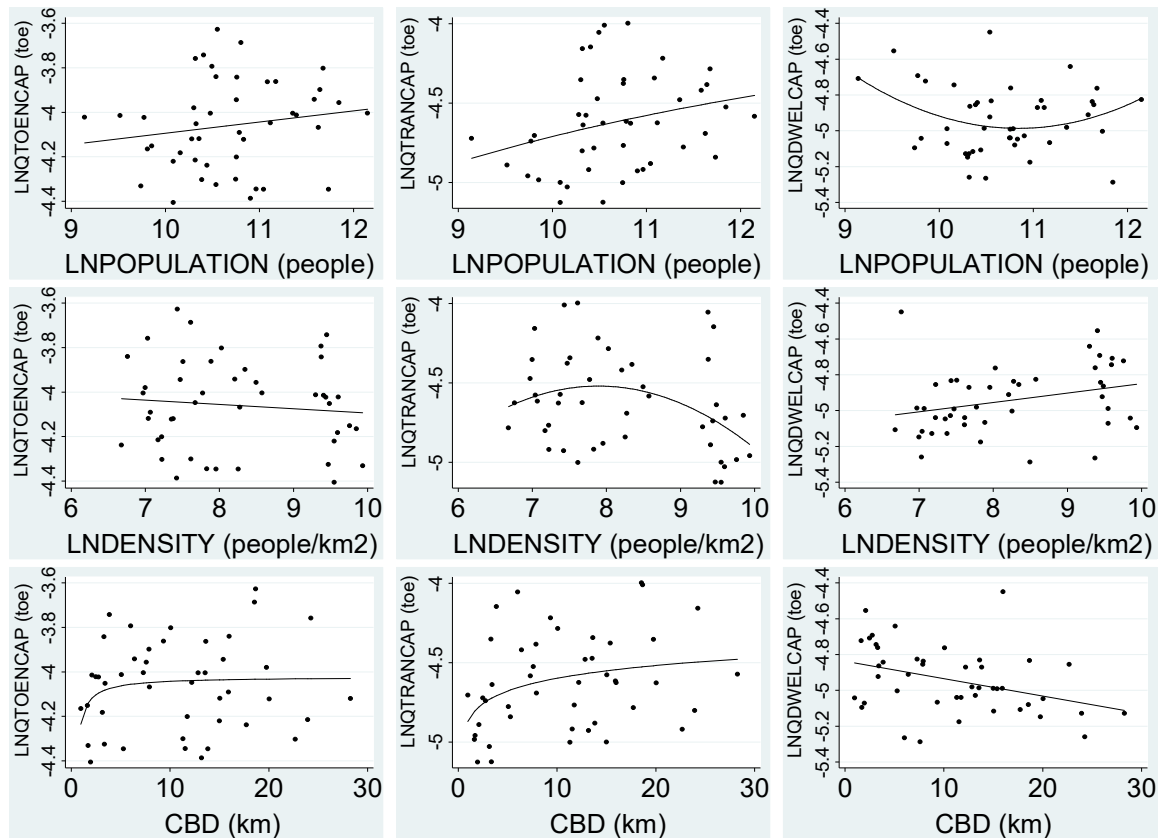 LNQTOENCAP (toe)
-3.6
-3.8
-4
-4.2
-4.4
9 10 11 12
LNPOPULATION (people)
LNQTRANCAP (toe)
-4
-4.5
-5
9 10 11 12
LNPOPULATION (people)
LNQDWELCAP (toe)
-4.4
-4.6
-4.8
-5
-5.2
-5.4
9 10 11 12
LNPOPULATION (people)
LNQTOENCAP (toe)
-3.6
-3.8
-4
-4.2
-4.4
6 7 8 9 10
LNDENSITY (people/km2)
LNQTRANCAP (toe)
-4
-4.5
-5
6 7 8 9 10
LNDENSITY (people/km2)
LNQDWELCAP (toe)
-4.4
-4.6
-4.8
-5
-5.2
-5.4
6 7 8 9 10
LNDENSITY (people/km2)
LNQTOENCAP (toe)
-3.6
-3.8
-4
-4.2
-4.4
0 10 20 30
CBD (km)
LNQTRANCAP (toe)
-4
-4.5
-5
0 10 20 30
CBD (km)
LNQDWELCAP (toe)
-4.4
-4.6
-4.8
-5
-5.2
-5.4
0 10 20 30
CBD (km)